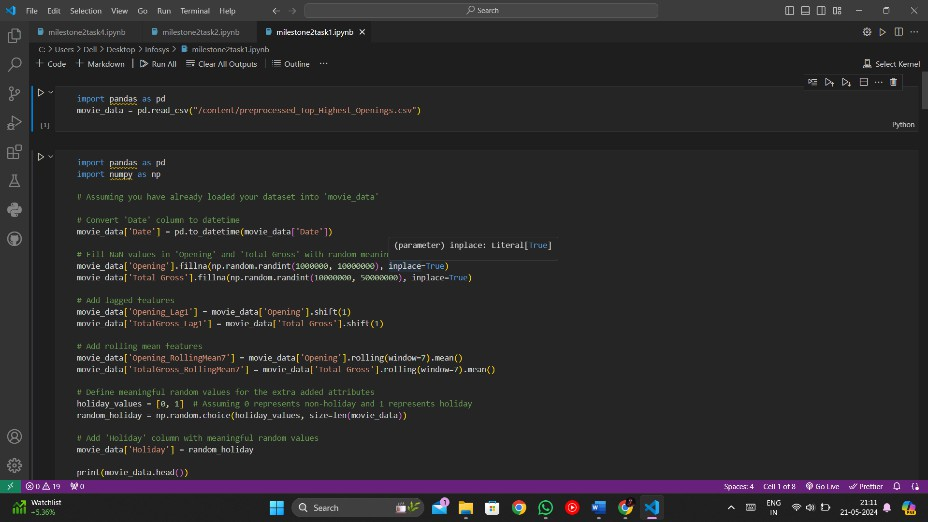 File Edit Selection View Go Run Terminal Help
Search
milestone2task4.ipynb
milestone2task2.ipynb
milestone2task1.ipynb
C: > Users > Dell > Desktop > Infosys > milestone2task1.ipynb
+ Code + Markdown Run All Clear All Outputs Outline ...
Select Kernel
import pandas as pd
movie_data = pd.read_csv("/content/preprocessed_Top_Highest_Openings.csv")
[3]
Python
import pandas as pd
import numpy as np
# Assuming you have already loaded your dataset into 'movie_data'
# Convert 'Date' column to datetime
movie_data['Date'] = pd.to_datetime(movie_data['Date'])
(parameter) inplace: Literal[True]
# Fill NaN values in 'Opening' and 'Total Gross' with random meanin
movie_data['Opening'].fillna(np.random.randint(1000000, 10000000), inplace=True)
movie_data['Total Gross'].fillna(np.random.randint(10000000, 50000000), inplace=True)
# Add lagged features
movie_data['Opening_Lag1'] = movie_data['Opening'].shift(1)
movie_data['TotalGross_Lag1'] = movie_data['Total Gross'].shift(1)
# Add rolling mean features
movie_data['Opening_RollingMean7'] = movie_data['Opening'].rolling(window=7).mean()
movie_data['TotalGross_RollingMean7'] = movie_data['Total Gross'].rolling(window=7).mean()
# Define meaningful random values for the extra added attributes
holiday_values = [0, 1]  # Assuming 0 represents non-holiday and 1 represents holiday
random_holiday = np.random.choice(holiday_values, size=len(movie_data))
# Add 'Holiday' column with meaningful random values
movie_data['Holiday'] = random_holiday
print(movie_data.head())
0 19 0
Spaces: 4 Cell 1 of 8 Go Live Prettier
Watchlist
+5.36%
Search
1
ENG
IN
21:11
21-05-2024